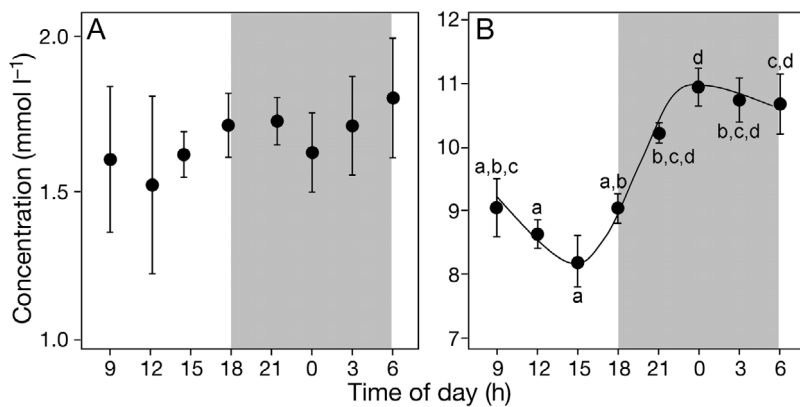 A
B
Concentration (mmol l⁻¹)
2.0
1.5
1.0
12
11
10
9
8
7
a,b,c
a
a
a,b
b,c,d
d
b,c,d
c,d
9 12 15 18 21 0 3 6
9 12 15 18 21 0 3 6
Time of day (h)